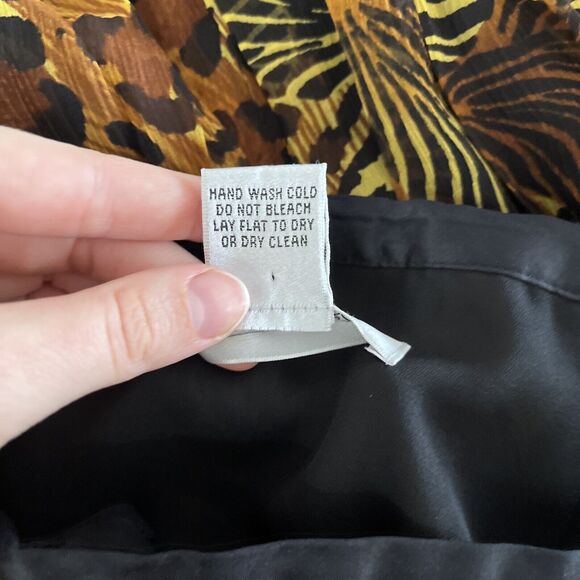 HAND WASH COLD
DO NOT BLEACH
LAY FLAT TO DRY
OR DRY CLEAN